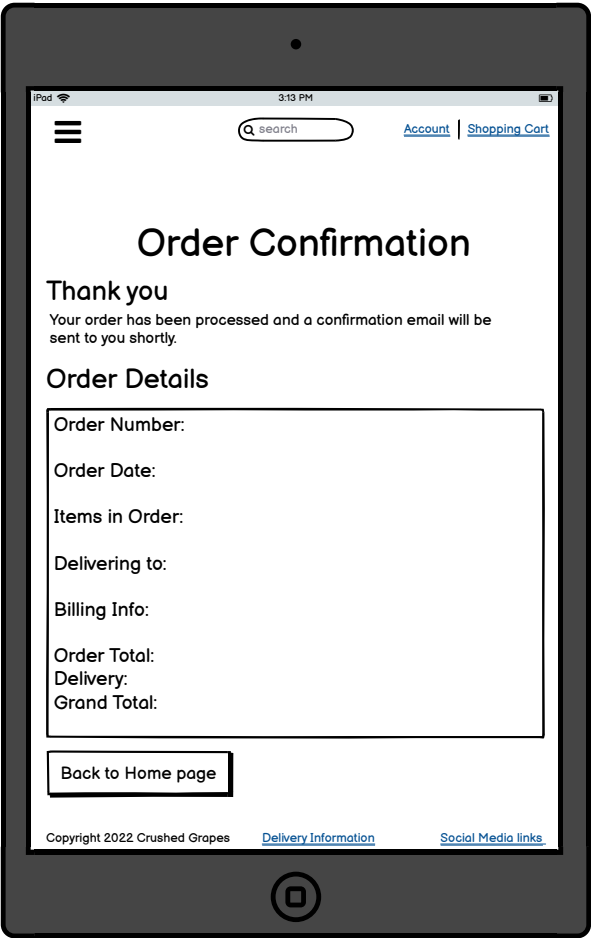 iPad 3:13 PM
search Account Shopping Cart
Order Confirmation
Thank you
Your order has been processed and a confirmation email will be
sent to you shortly.
Order Details
Order Number:
Order Date:
Items in Order:
Delivering to:
Billing Info:
Order Total:
Delivery:
Grand Total:
Back to Home page
Copyright 2022 Crushed Grapes Delivery Information Social Media links